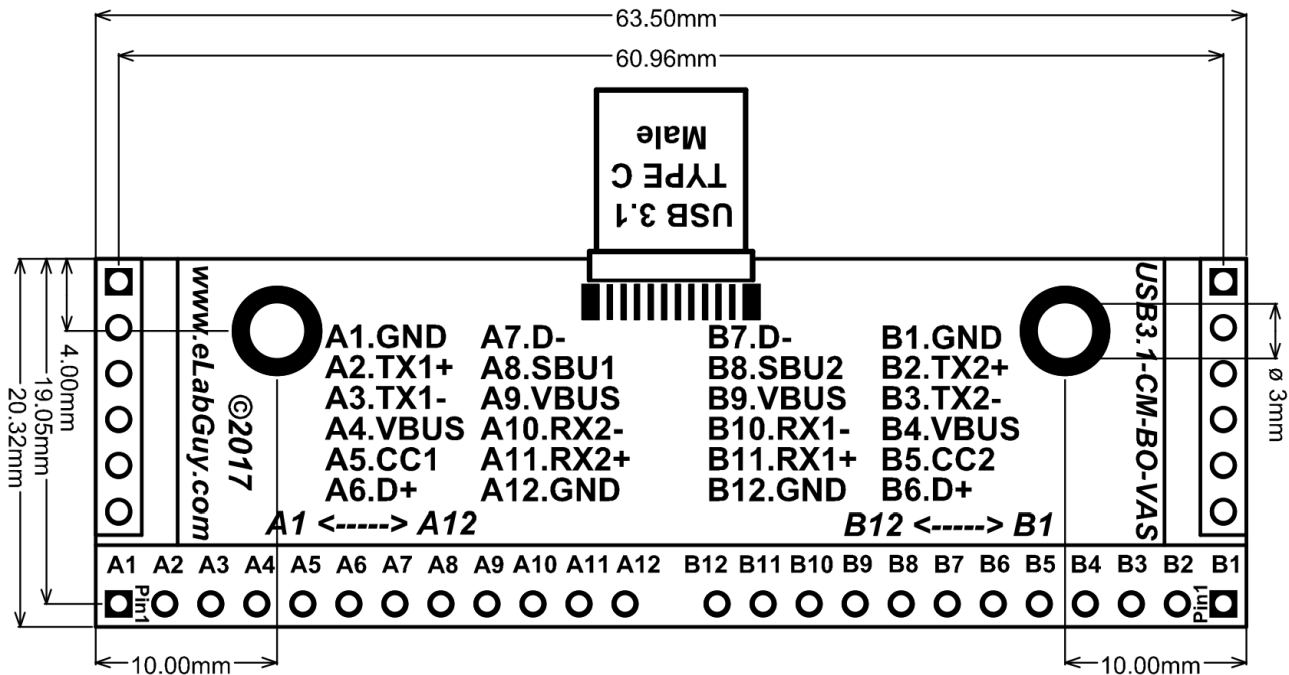 63.50mm
60.96mm
USB 3.1
TYPE C
Male
www.eLabGuy.com
©2017
USB3.1-CM-BO-VAS
4.00mm
19.05mm
20.32mm
ø 3mm
A1.GND A7.D- B7.D- B1.GND
A2.TX1+ A8.SBU1 B8.SBU2 B2.TX2+
A3.TX1- A9.VBUS B9.VBUS B3.TX2-
A4.VBUS A10.RX2- B10.RX1- B4.VBUS
A5.CC1 A11.RX2+ B11.RX1+ B5.CC2
A6.D+ A12.GND B12.GND B6.D+
A1 <-----> A12 B12 <-----> B1
A1 A2 A3 A4 A5 A6 A7 A8 A9 A10 A11 A12 B12 B11 B10 B9 B8 B7 B6 B5 B4 B3 B2 B1
Pin1 Pin1
10.00mm 10.00mm